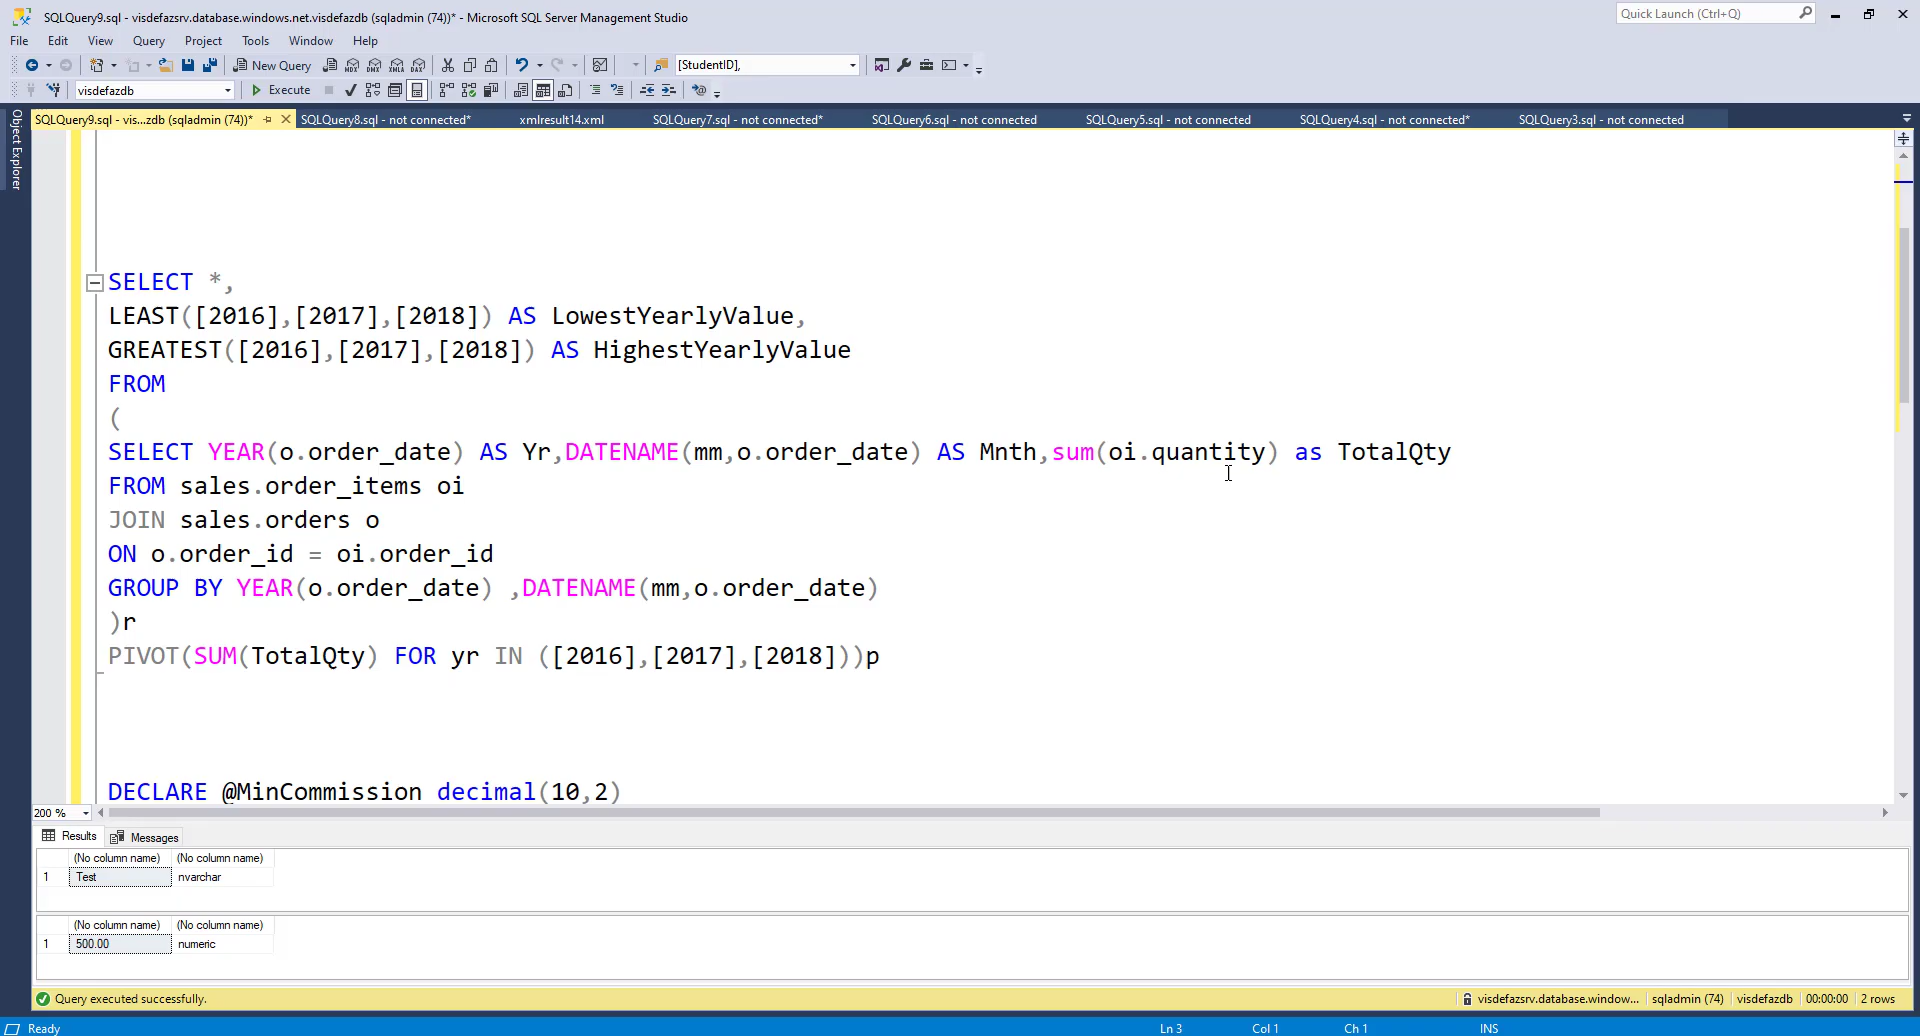 SQLQuery9.sql - visdefazsrv.database.windows.net.visdefazdb (sqladmin (74))* - Microsoft SQL Server Management Studio
Quick Launch (Ctrl+Q)
File Edit View Query Project Tools Window Help
New Query [StudentID],
visdefazdb Execute
SQLQuery9.sql - vis...zdb (sqladmin (74))* SQLQuery8.sql - not connected* xmlresult14.xml SQLQuery7.sql - not connected* SQLQuery6.sql - not connected SQLQuery5.sql - not connected SQLQuery4.sql - not connected* SQLQuery3.sql - not connected
Object Explorer
SELECT *,
LEAST([2016],[2017],[2018]) AS LowestYearlyValue,
GREATEST([2016],[2017],[2018]) AS HighestYearlyValue
FROM
(
SELECT YEAR(o.order_date) AS Yr,DATENAME(mm,o.order_date) AS Mnth,sum(oi.quantity) as TotalQty
FROM sales.order_items oi
JOIN sales.orders o
ON o.order_id = oi.order_id
GROUP BY YEAR(o.order_date) ,DATENAME(mm,o.order_date)
)r
PIVOT(SUM(TotalQty) FOR yr IN ([2016],[2017],[2018]))p
DECLARE @MinCommission decimal(10,2)
200 %
Results Messages
(No column name) (No column name)
1 Test nvarchar
(No column name) (No column name)
1 500.00 numeric
Query executed successfully. visdefazsrv.database.window... sqladmin (74) visdefazdb 00:00:00 2 rows
Ready Ln 3 Col 1 Ch 1 INS